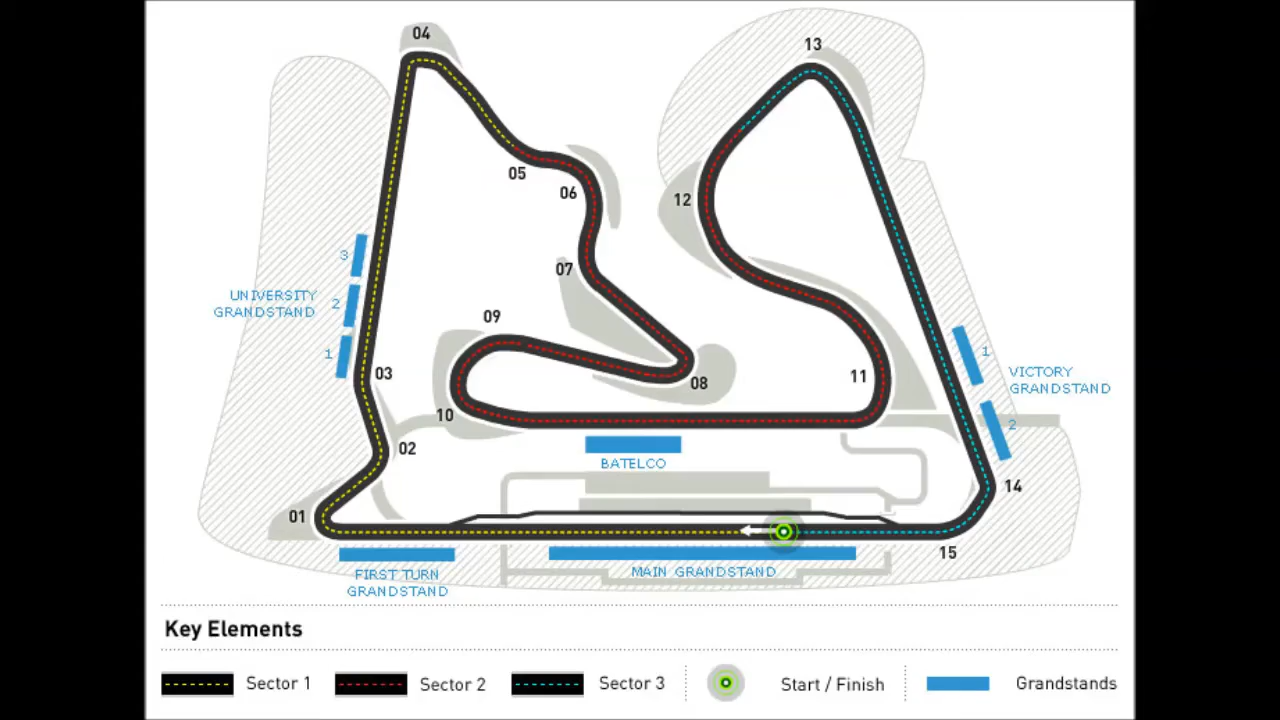 04
13
05
06
12
07
3
UNIVERSITY
GRANDSTAND
2
09
1
1
03
08
11
VICTORY
GRANDSTAND
10
2
02
BATELCO
14
01
15
FIRST TURN
GRANDSTAND
MAIN GRANDSTAND
Key Elements
Sector 1
Sector 2
Sector 3
Start / Finish
Grandstands